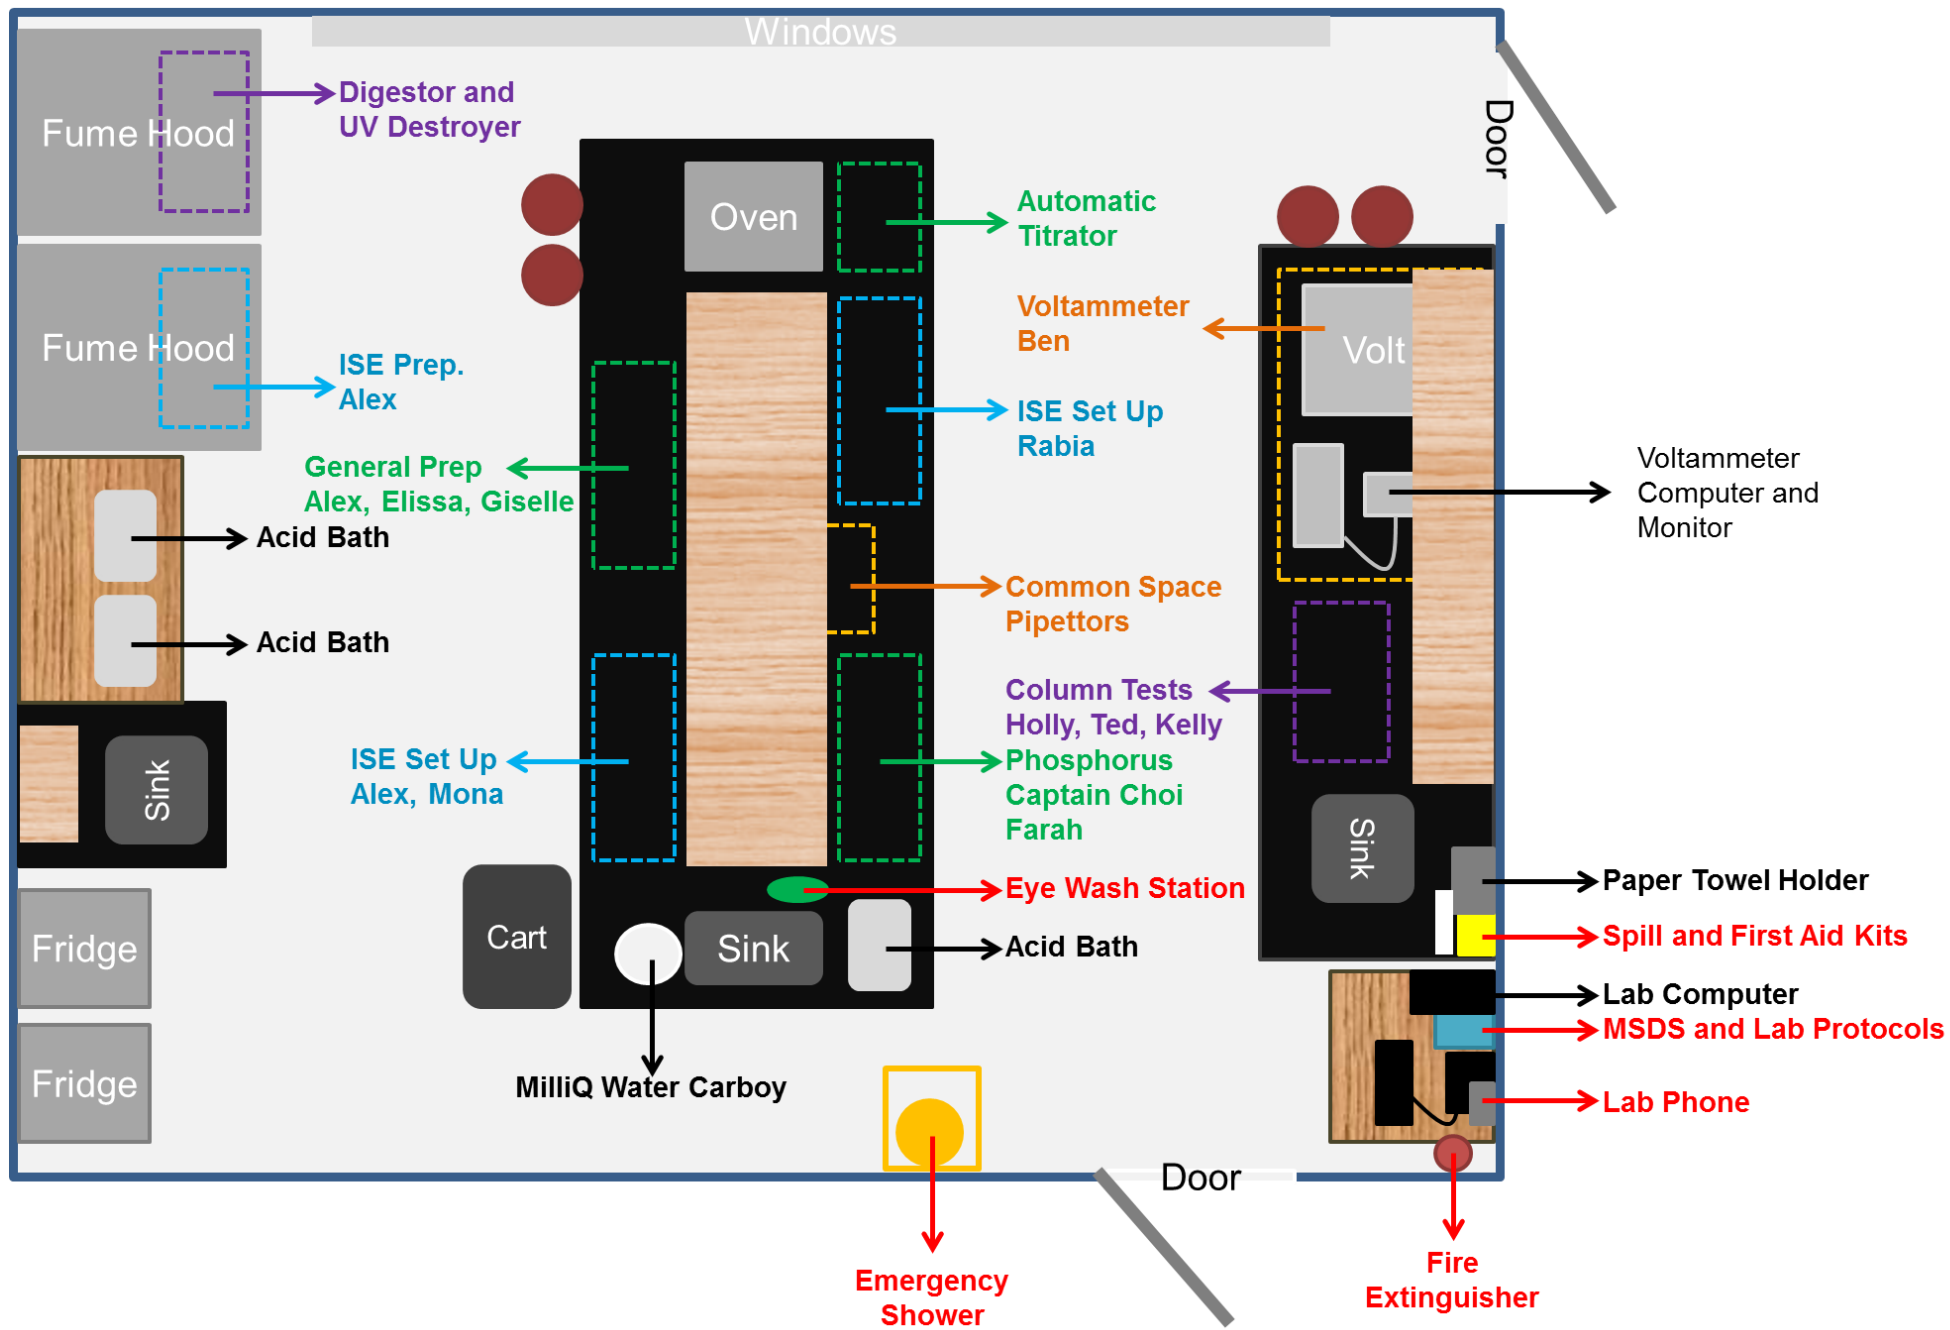 Windows
Digestor and
UV Destroyer
Fume Hood
Door
Oven
Automatic
Titrator
Voltammeter
Ben
Volt
Fume Hood
ISE Prep.
Alex
ISE Set Up
Rabia
General Prep
Alex, Elissa, Giselle
Voltammeter
Computer and
Monitor
Acid Bath
Common Space
Pipettors
Acid Bath
Column Tests
Holly, Ted, Kelly
ISE Set Up
Alex, Mona
Phosphorus
Captain Choi
Farah
Sink
Sink
Paper Towel Holder
Eye Wash Station
Spill and First Aid Kits
Fridge
Cart
Sink
Acid Bath
Lab Computer
MSDS and Lab Protocols
Fridge
MilliQ Water Carboy
Lab Phone
Door
Emergency
Shower
Fire
Extinguisher